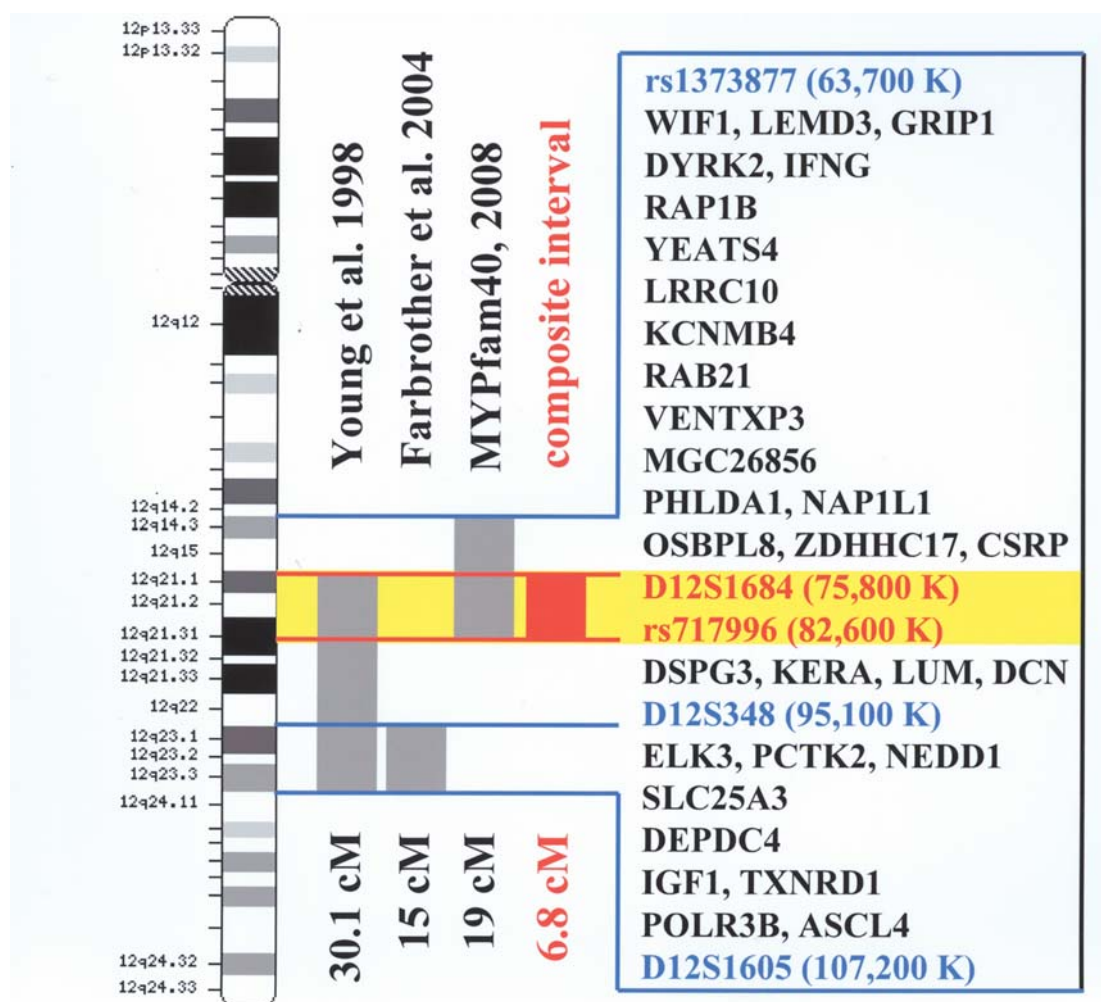 12p13.33
12p13.32
12q12
12q14.2
12q14.3
12q15
12q21.1
12q21.2
12q21.31
12q21.32
12q21.33
12q22
12q23.1
12q23.2
12q23.3
12q24.11
12q24.32
12q24.33
Young et al. 1998
Farbrother et al. 2004
MYPfam40, 2008
composite interval
30.1 cM
15 cM
19 cM
6.8 cM
rs1373877 (63,700 K)
WIF1, LEMD3, GRIP1
DYRK2, IFNG
RAP1B
YEATS4
LRRC10
KCNMB4
RAB21
VENTXP3
MGC26856
PHLDA1, NAP1L1
OSBPL8, ZDHHC17, CSRP
D12S1684 (75,800 K)
rs717996 (82,600 K)
DSPG3, KERA, LUM, DCN
D12S348 (95,100 K)
ELK3, PCTK2, NEDD1
SLC25A3
DEPDC4
IGF1, TXNRD1
POLR3B, ASCL4
D12S1605 (107,200 K)